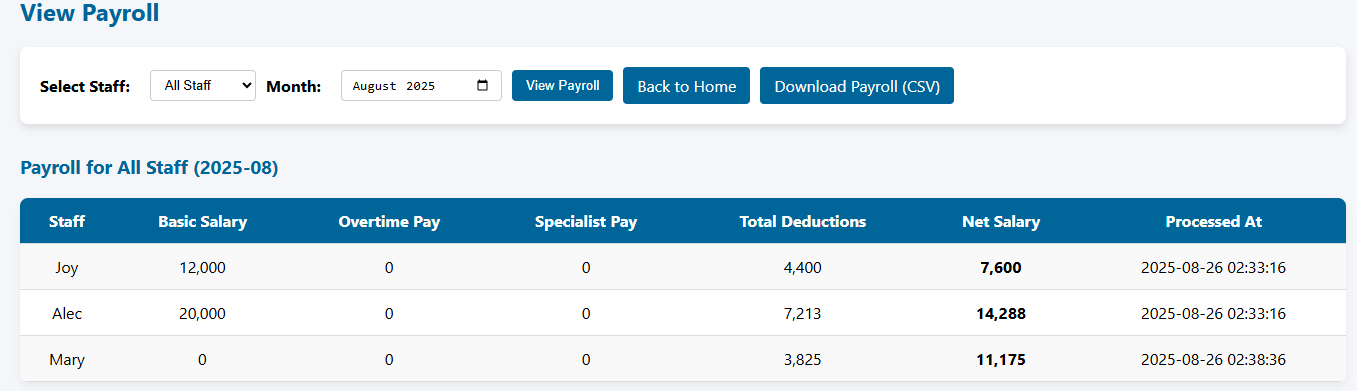 View Payroll
Select Staff: All Staff Month: August 2025 View Payroll Back to Home Download Payroll (CSV)
Payroll for All Staff (2025-08)
Staff Basic Salary Overtime Pay Specialist Pay Total Deductions Net Salary Processed At
Joy 12,000 0 0 4,400 7,600 2025-08-26 02:33:16
Alec 20,000 0 0 7,213 14,288 2025-08-26 02:33:16
Mary 0 0 0 3,825 11,175 2025-08-26 02:38:36